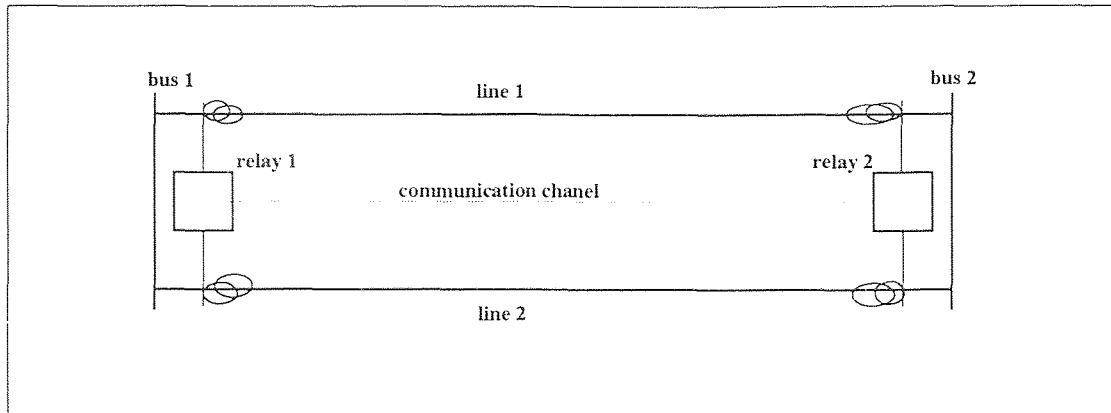 bus 1
bus 2
line 1
relay 1
relay 2
communication chanel
line 2